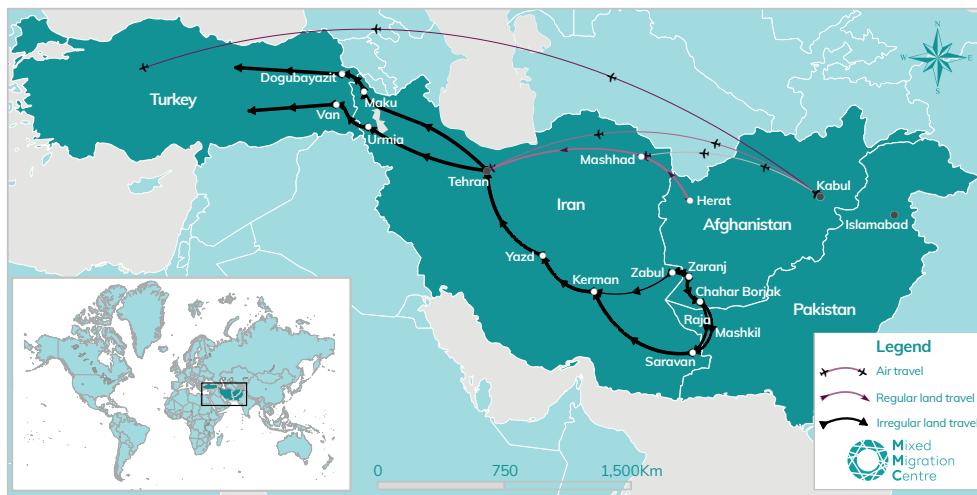 N
W
E
S
Turkey
Dogubayazit
Maku
Van
Urmia
Tehran
Mashhad
Herat
Kabul
Islamabad
Iran
Afghanistan
Yazd
Kerman
Zabul
Zaranj
Chahar Borjak
Raja
Mashkil
Saravan
Pakistan
Legend
Air travel
Regular land travel
Irregular land travel
Mixed
Migration
Centre
0
750
1,500Km